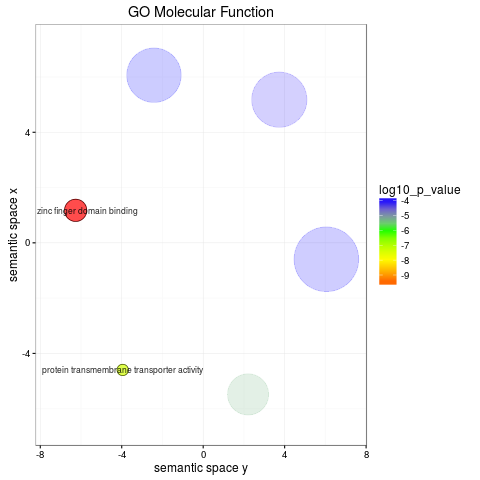 GO Molecular Function
semantic space x
4
0
-4
zinc finger domain binding
protein transmembrane transporter activity
-8
-4
0
4
8
semantic space y
log10_p_value
-4
-5
-6
-7
-8
-9